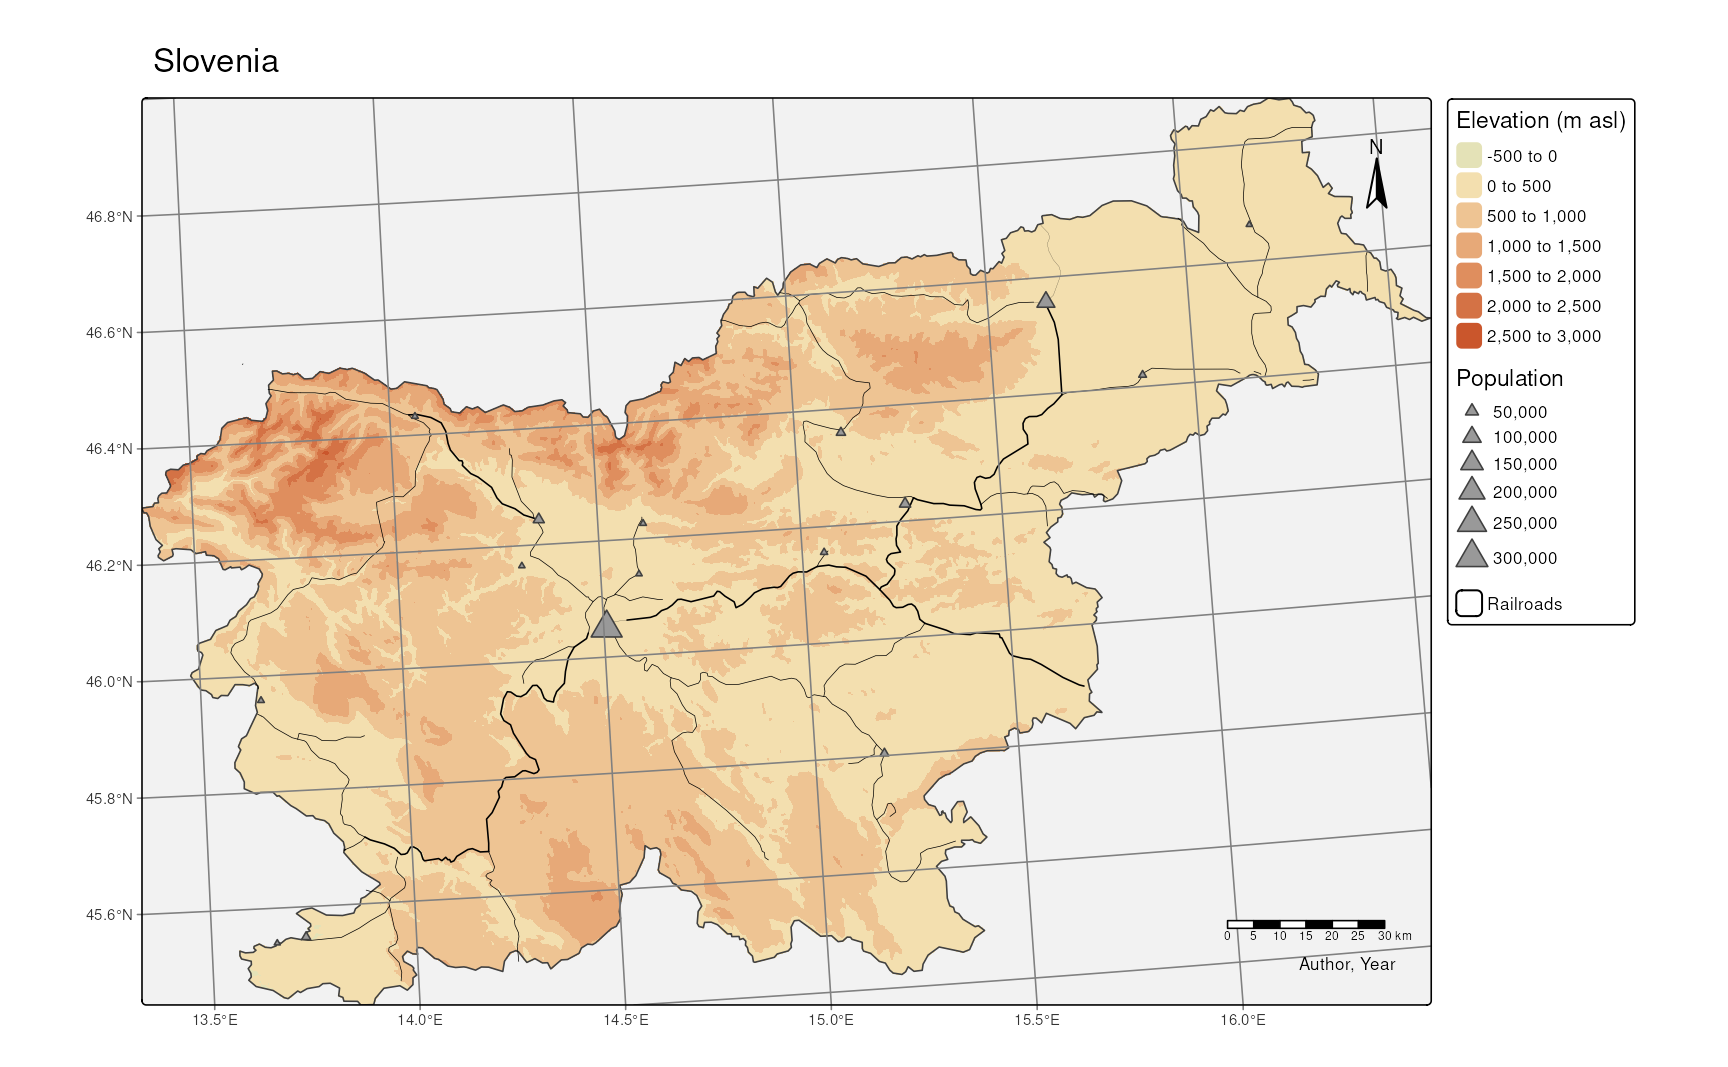 Slovenia
46.8°N
46.6°N
46.4°N
46.2°N
46.0°N
45.8°N
45.6°N
13.5°E
14.0°E
14.5°E
15.0°E
15.5°E
16.0°E
N
0 5 10 15 20 25 30 km
Author, Year
Elevation (m asl)
-500 to 0
0 to 500
500 to 1,000
1,000 to 1,500
1,500 to 2,000
2,000 to 2,500
2,500 to 3,000
Population
50,000
100,000
150,000
200,000
250,000
300,000
Railroads